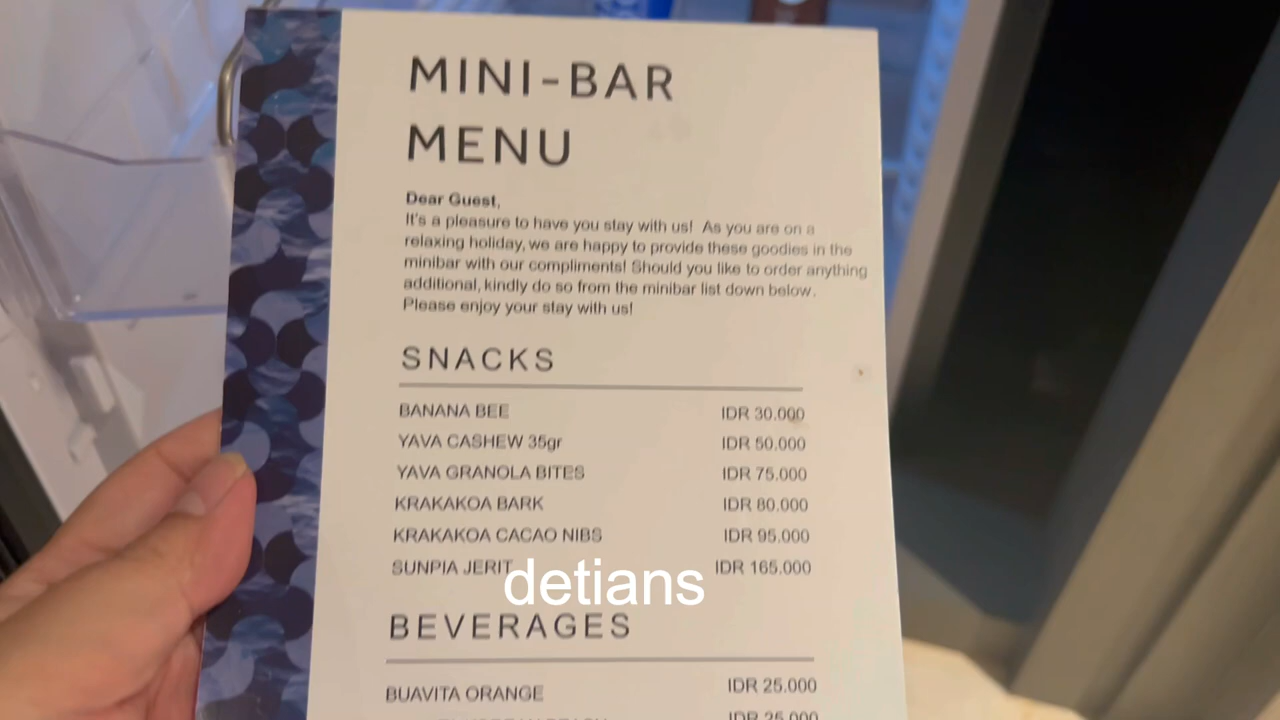 MINI-BAR
MENU
Dear Guest,
It's a pleasure to have you stay with us! As you are on a
relaxing holiday, we are happy to provide these goodies in the
minibar with our compliments! Should you like to order anything
additional, kindly do so from the minibar list down below.
Please enjoy your stay with us!
SNACKS
BANANA BEE IDR 30.000
YAVA CASHEW 35gr IDR 50.000
YAVA GRANOLA BITES IDR 75.000
KRAKAKOA BARK IDR 80.000
KRAKAKOA CACAO NIBS IDR 95.000
SUNPIA JERIT IDR 165.000
detians
BEVERAGES
BUAVITA ORANGE IDR 25.000
IDR 25.000